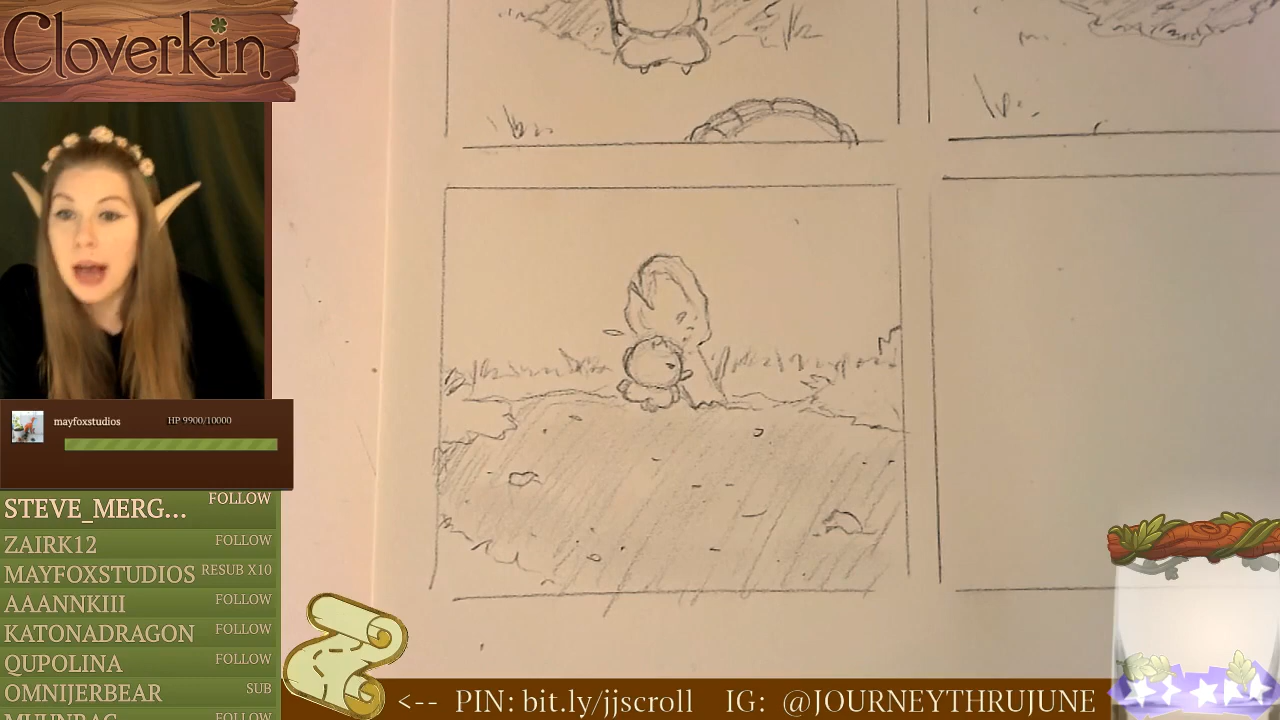 Cloverkin
mayfoxstudios HP 9900/10000
STEVE_MERG... FOLLOW
ZAIRK12 FOLLOW
MAYFOXSTUDIOS RESUB X10
AAANNKIII FOLLOW
KATONADRAGON FOLLOW
QUPOLINA FOLLOW
OMNIJERBEAR SUB
FOLLOW
<-- PIN: bit.ly/jjscroll IG: @JOURNEYTHRUJUNE